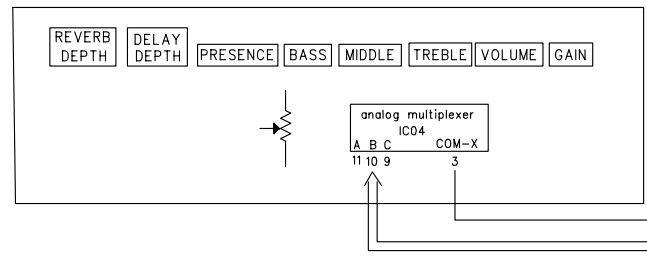 REVERB DEPTH
DELAY DEPTH
PRESENCE
BASS
MIDDLE
TREBLE
VOLUME
GAIN
analog multiplexer
IC04
A B C COM-X
11 10 9 3